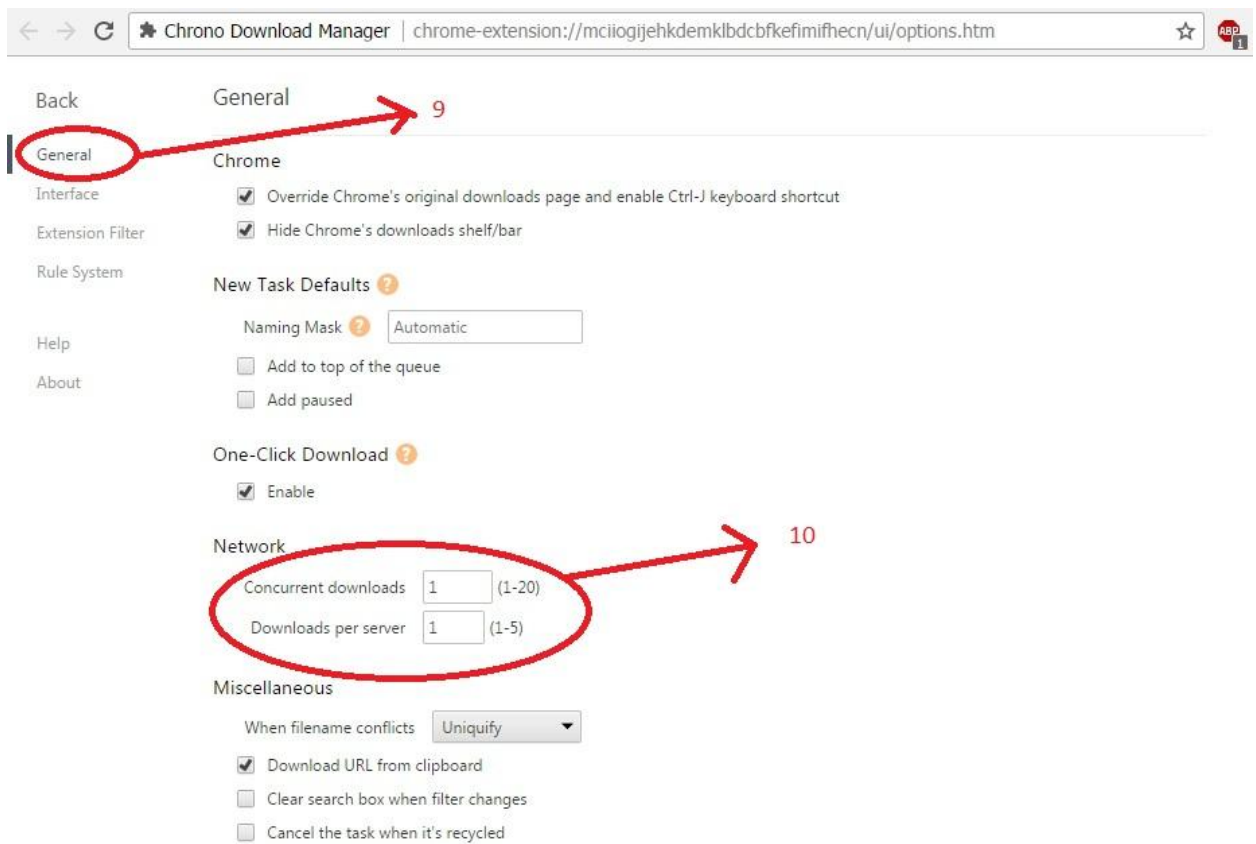 Chrono Download Manager | chrome-extension://mciiogijehkdemklbdcbfkefimifhecn/ui/options.htm
ABP
1
Back
General
9
General
Interface
Extension Filter
Rule System
Help
About
Chrome
Override Chrome's original downloads page and enable Ctrl-J keyboard shortcut
Hide Chrome's downloads shelf/bar
New Task Defaults ?
Naming Mask ? Automatic
Add to top of the queue
Add paused
One-Click Download ?
Enable
Network
10
Concurrent downloads 1 (1-20)
Downloads per server 1 (1-5)
Miscellaneous
When filename conflicts Uniquify
Download URL from clipboard
Clear search box when filter changes
Cancel the task when it's recycled